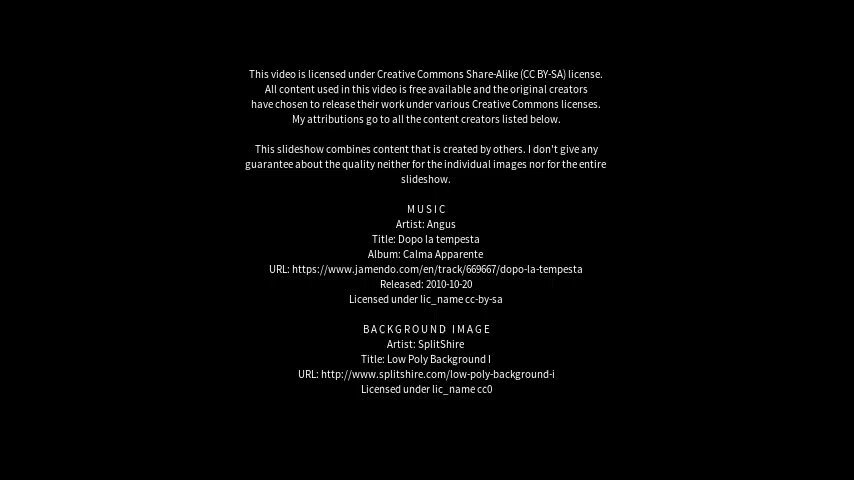 This video is licensed under Creative Commons Share-Alike (CC BY-SA) license.
All content used in this video is free available and the original creators
have chosen to release their work under various Creative Commons licenses.
My attributions go to all the content creators listed below.
This slideshow combines content that is created by others. I don't give any
guarantee about the quality neither for the individual images nor for the entire
slideshow.
MUSIC
Artist: Angus
Title: Dopo la tempesta
Album: Calma Apparente
URL: https://www.jamendo.com/en/track/669667/dopo-la-tempesta
Released: 2010-10-20
Licensed under lic_name cc-by-sa
BACKGROUND IMAGE
Artist: SplitShire
Title: Low Poly Background I
URL: http://www.splitshire.com/low-poly-background-i
Licensed under lic_name cc0